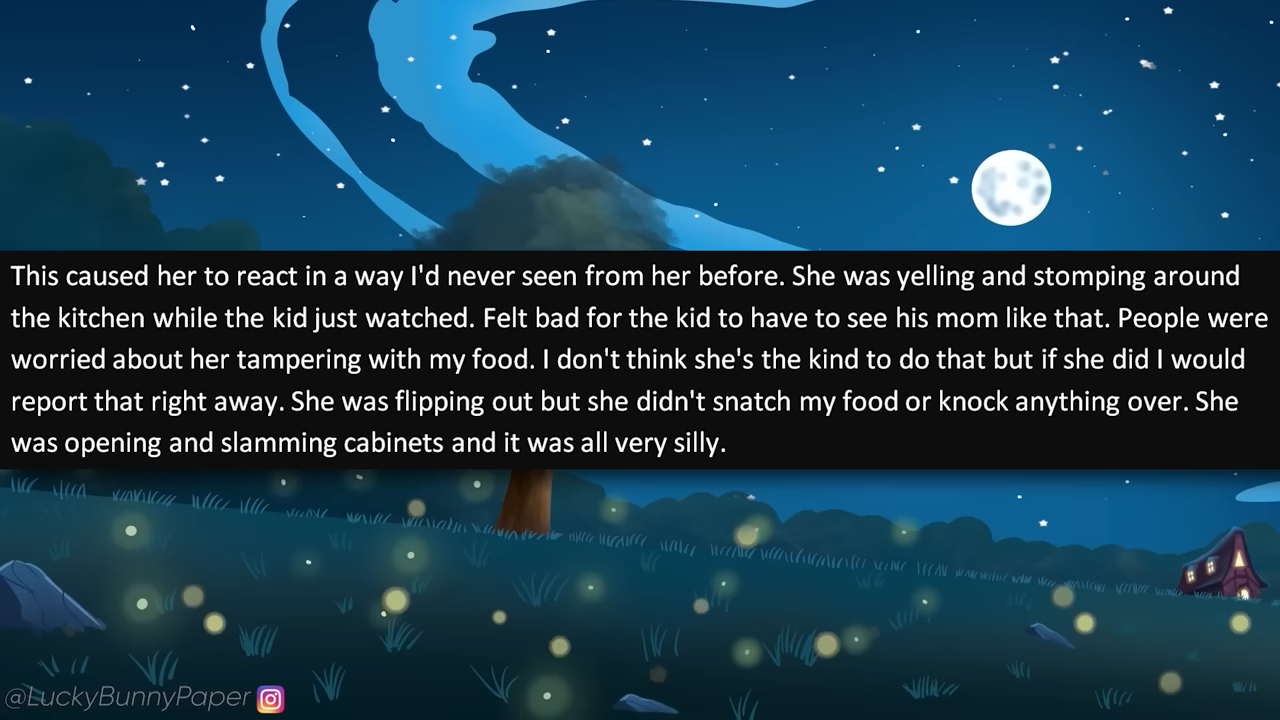 This caused her to react in a way I'd never seen from her before. She was yelling and stomping around
the kitchen while the kid just watched. Felt bad for the kid to have to see his mom like that. People were
worried about her tampering with my food. I don't think she's the kind to do that but if she did I would
report that right away. She was flipping out but she didn't snatch my food or knock anything over. She
was opening and slamming cabinets and it was all very silly.
@LuckyBunnyPaper